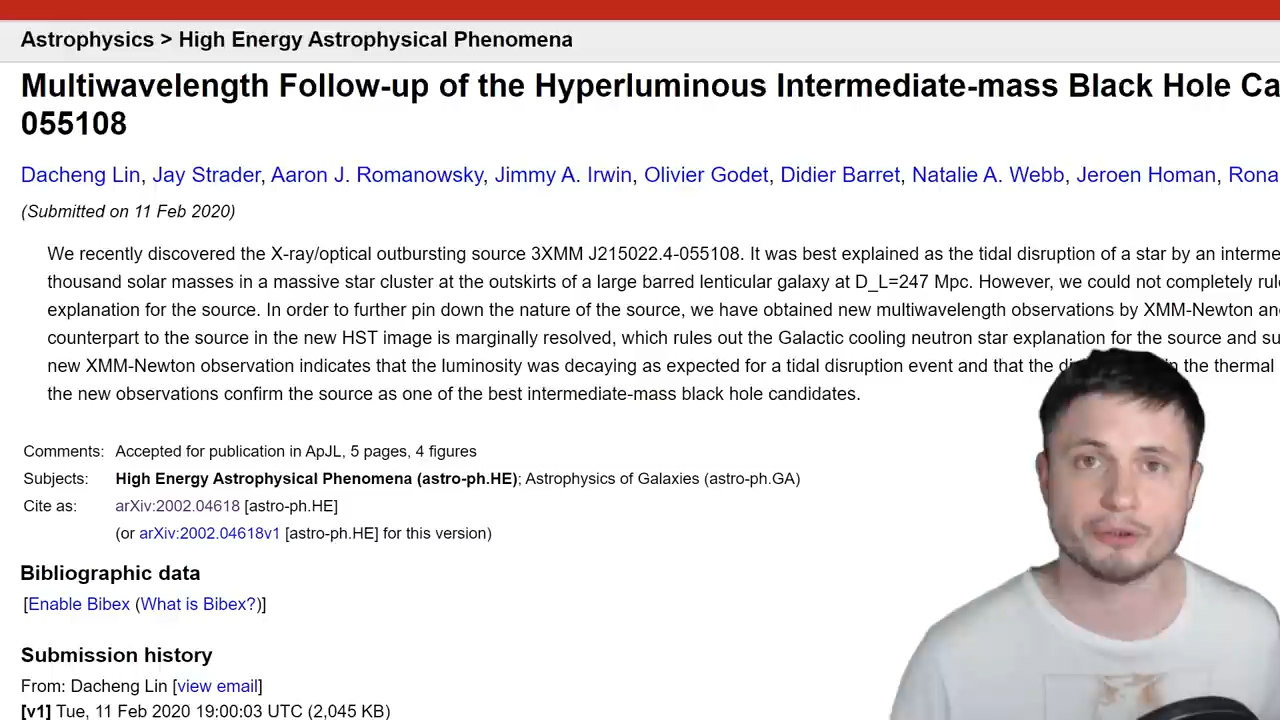 Astrophysics > High Energy Astrophysical Phenomena
Multiwavelength Follow-up of the Hyperluminous Intermediate-mass Black Hole
055108
Dacheng Lin, Jay Strader, Aaron J. Romanowsky, Jimmy A. Irwin, Olivier Godet, Didier Barret, Natalie A. Webb, Jeroen Homan,
(Submitted on 11 Feb 2020)
We recently discovered the X-ray/optical outbursting source 3XMM J215022.4-055108. It was best explained as the tidal disruption of a star by an
thousand solar masses in a massive star cluster at the outskirts of a large barred lenticular galaxy at D_L=247 Mpc. However, we could not completely
explanation for the source. In order to further pin down the nature of the source, we have obtained new multiwavelength observations by XMM-Newton
counterpart to the source in the new HST image is marginally resolved, which rules out the Galactic cooling neutron star explanation for the source and
new XMM-Newton observation indicates that the luminosity was decaying as expected for a tidal disruption event and that the the thermal
the new observations confirm the source as one of the best intermediate-mass black hole candidates.
Comments: Accepted for publication in ApJL, 5 pages, 4 figures
Subjects: High Energy Astrophysical Phenomena (astro-ph.HE); Astrophysics of Galaxies (astro-ph.GA)
Cite as: arXiv:2002.04618 [astro-ph.HE]
(or arXiv:2002.04618v1 [astro-ph.HE] for this version)
Bibliographic data
[Enable Bibex (What is Bibex?)]
Submission history
From: Dacheng Lin [view email]
[v1] Tue, 11 Feb 2020 19:00:03 UTC (2,045 KB)